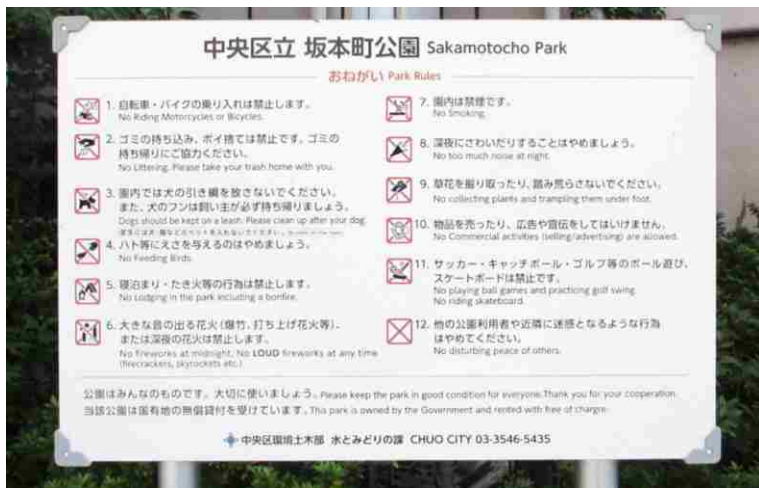 中央区立 坂本町公園 Sakamotocho Park
おねがい Park Rules
1. 自転車・バイクの乗り入れは禁止します。
No Riding Motorcycles or Bicycles.
2. ゴミの持ち込み、ポイ捨ては禁止です。ゴミの
持ち帰りにご協力ください。
No Littering. Please take your trash home with you.
3. 園内では犬の引き綱を放さないでください。
また、犬のフンは飼い主が必ず持ち帰りましょう。
Dogs should be kept on a leash. Please clean up after your dog.
4. ハト等にえさを与えるのはやめましょう。
No Feeding Birds.
5. 寝泊まり・たき火等の行為は禁止します。
No Lodging in the park including a bonfire.
6. 大きな音の出る花火(爆竹、打ち上げ花火等)、
または深夜の花火は禁止します。
No fireworks at midnight, No LOUD fireworks at any time
(firecrackers, skyrockets etc.)
7. 園内は禁煙です。
No Smoking.
8. 深夜にさわいだりすることはやめましょう。
No too much noise at night.
9. 草花を掘り取ったり、踏み荒らさないでください。
No collecting plants and trampling them under foot.
10. 物品を売ったり、広告や宣伝をしてはいけません。
No Commercial activities (selling/advertising) are allowed.
11. サッカー・キャッチボール・ゴルフ等のボール遊び、
スケートボードは禁止です。
No playing ball games and practicing golf swing.
No riding skateboard.
12. 他の公園利用者や近隣に迷惑となるような行為
はやめてください。
No disturbing peace of others.
公園はみんなのものです。大切に使いましょう。Please keep the park in good condition for everyone.Thank you for your cooperation.
当該公園は国有地の無償貸付を受けています。This park is owned by the Government and rented with free of chargre.
中央区環境土木部 水とみどりの課 CHUO CITY 03-3546-5435